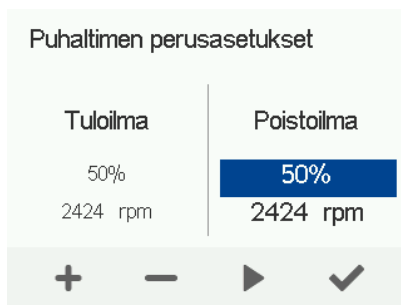 Puhaltimen perusasetukset
Tuloilma Poistoilma
50% 50%
2424 rpm 2424 rpm